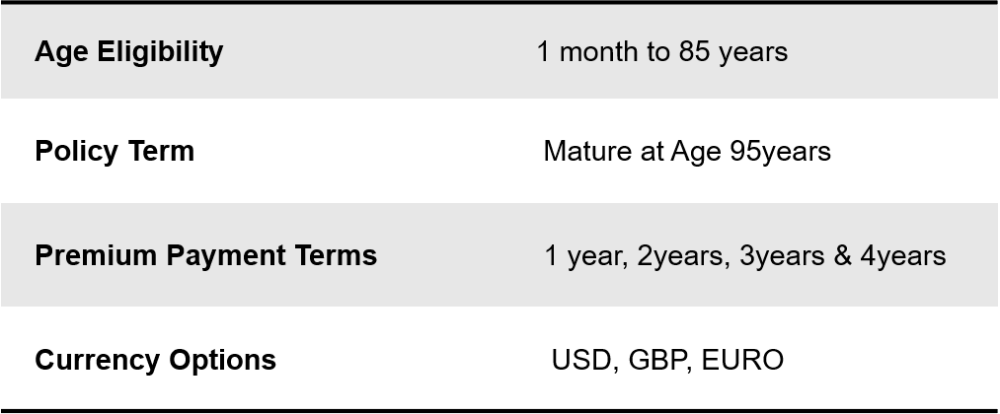 Age Eligibility 1 month to 85 years
Policy Term Mature at Age 95years
Premium Payment Terms 1 year, 2years, 3years & 4years
Currency Options USD, GBP, EURO